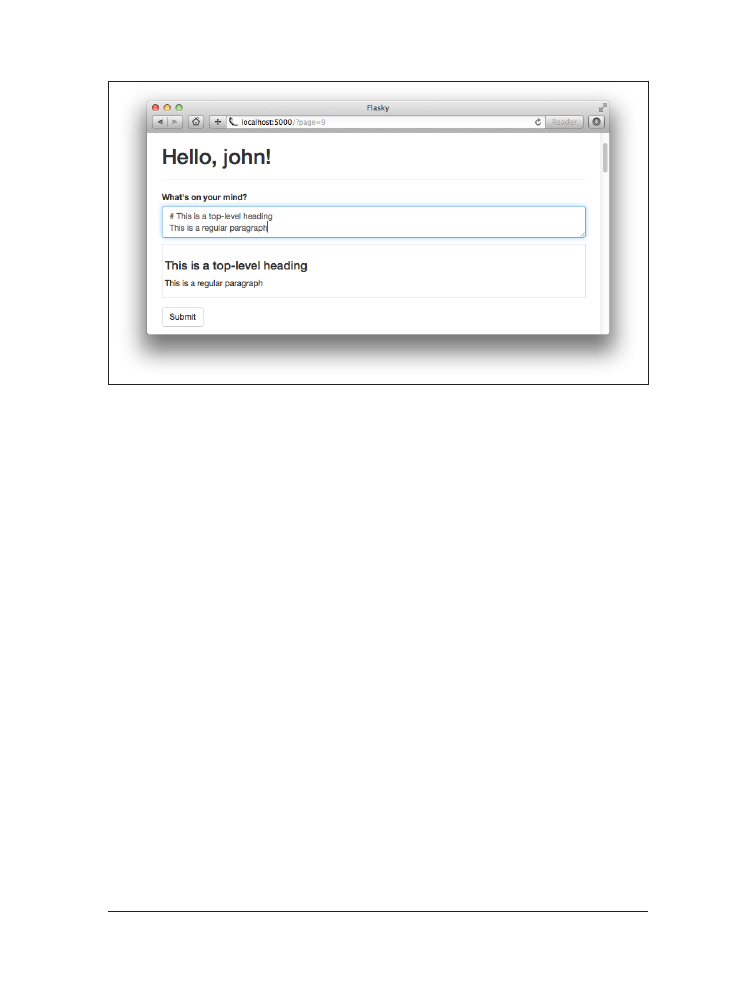 Flasky
localhost:5000/?page=9
Reader
Hello, john!
What's on your mind?
# This is a top-level heading
This is a regular paragraph
This is a top-level heading
This is a regular paragraph
Submit